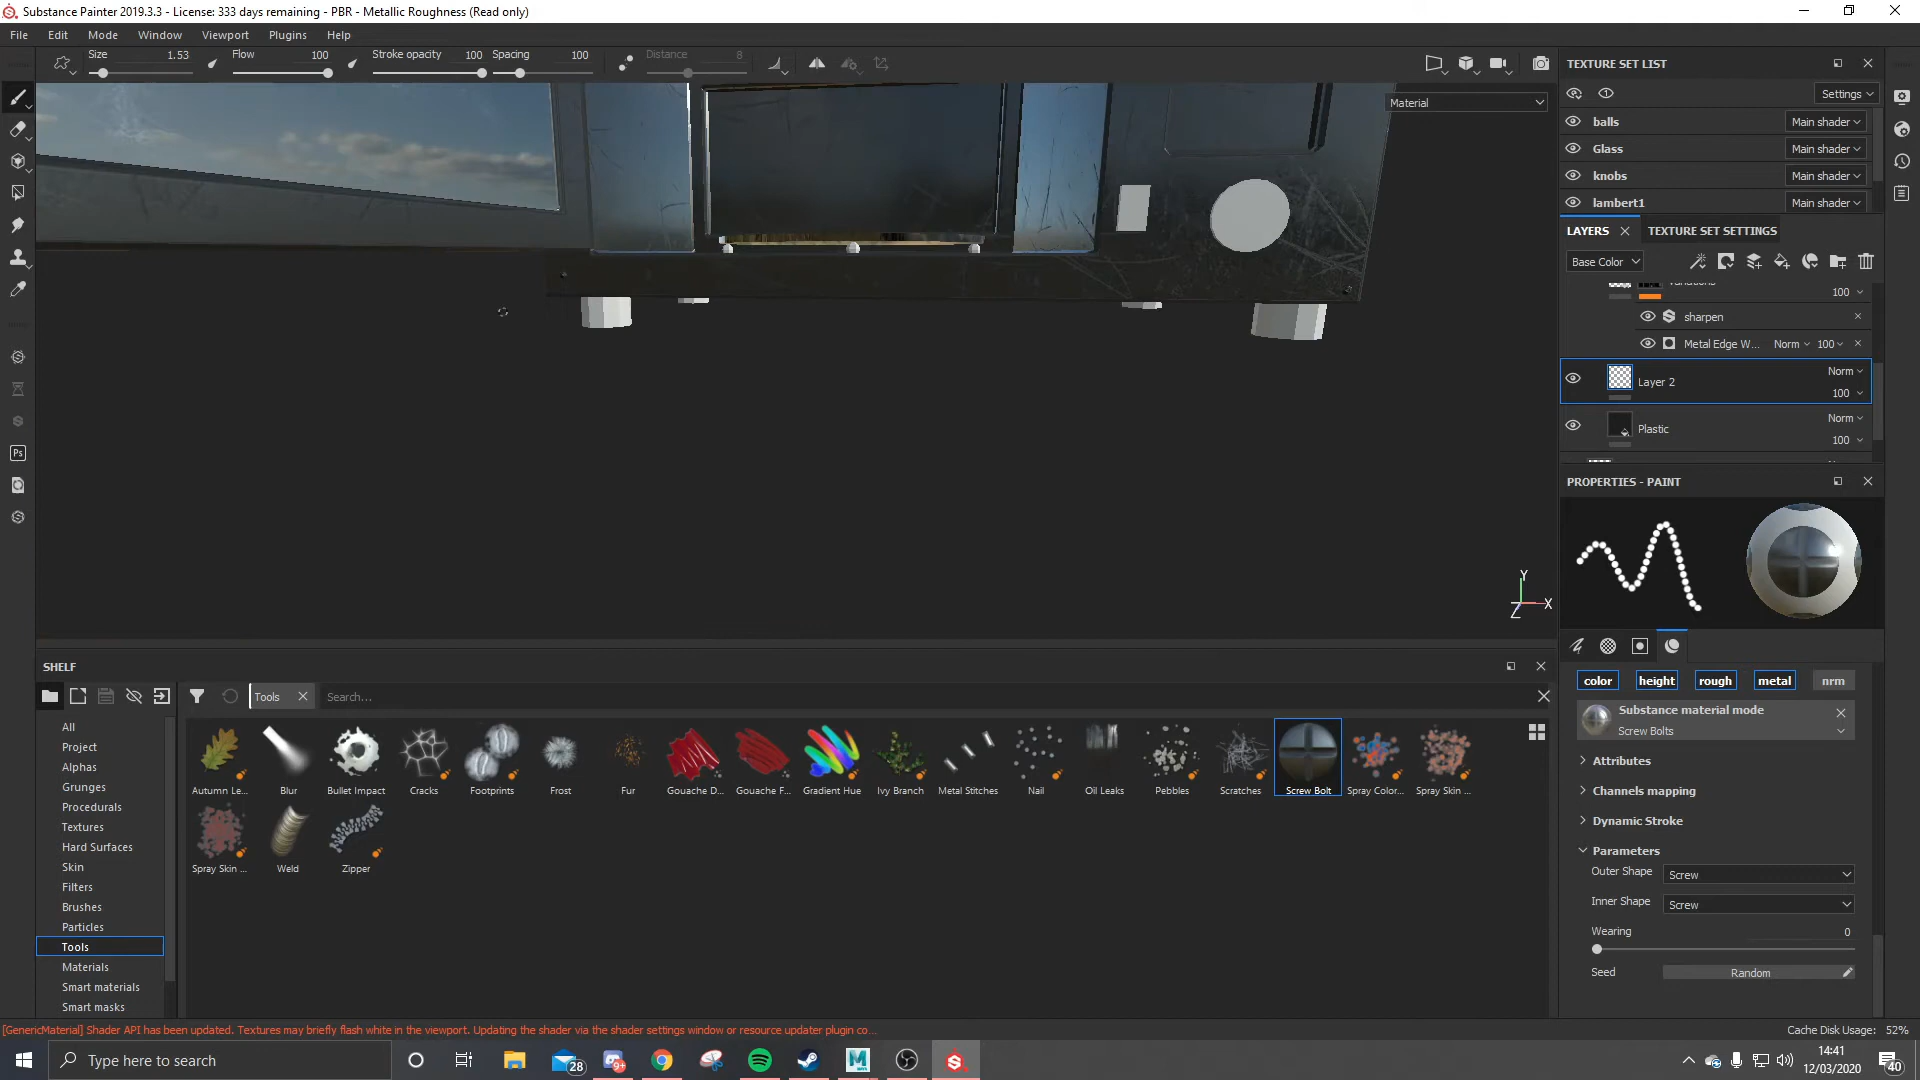 Substance Painter 2019.3.3 - License: 333 days remaining - PBR - Metallic Roughness (Read only)
File Edit Mode Window Viewport Plugins Help
Size 1.53 Flow 100 Stroke opacity 100 Spacing 100 Distance 8
Material
TEXTURE SET LIST
Settings
balls Main shader
Glass Main shader
knobs Main shader
lambert1 Main shader
LAYERS TEXTURE SET SETTINGS
Base Color
100
sharpen
Metal Edge W... Norm 100
Norm
Layer 2
100
Norm
Plastic
100
PROPERTIES - PAINT
Y
X
Z
color height rough metal nrm
Substance material mode
Screw Bolts
Attributes
Channels mapping
Dynamic Stroke
Parameters
Outer Shape Screw
Inner Shape Screw
Wearing 0
Seed Random
SHELF
Tools Search...
All
Project
Alphas
Grunges
Procedurals
Textures
Hard Surfaces
Skin
Filters
Brushes
Particles
Tools
Materials
Smart materials
Smart masks
Autumn Le... Blur Bullet Impact Cracks Footprints Frost Fur Gouache D... Gouache F... Gradient Hue Ivy Branch Metal Stitches Nail Oil Leaks Pebbles Scratches Screw Bolt Spray Color... Spray Skin ...
Spray Skin ... Weld Zipper
[GenericMaterial] Shader API has been updated. Textures may briefly flash white in the viewport. Updating the shader via the shader settings window or resource updater plugin co...
Cache Disk Usage: 52%
Ps
Type here to search
28
9+
14:41
12/03/2020
40